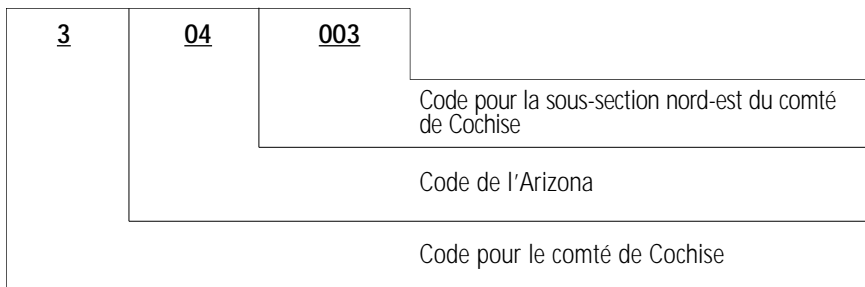 3 04 003
Code pour la sous-section nord-est du comté
de Cochise
Code de l'Arizona
Code pour le comté de Cochise